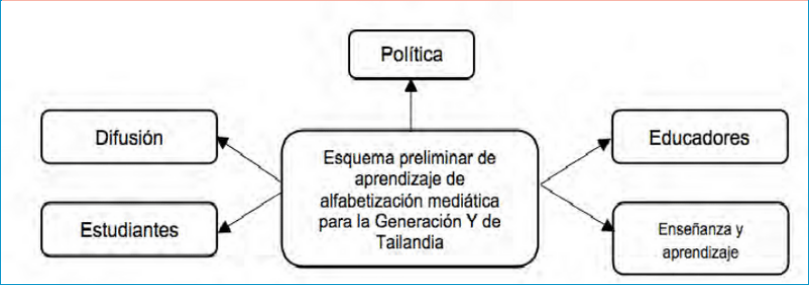 Política
Difusión
Educadores
Esquema preliminar de
aprendizaje de
alfabetización mediática
para la Generación Y de
Tailandia
Estudiantes
Enseñanza y
aprendizaje